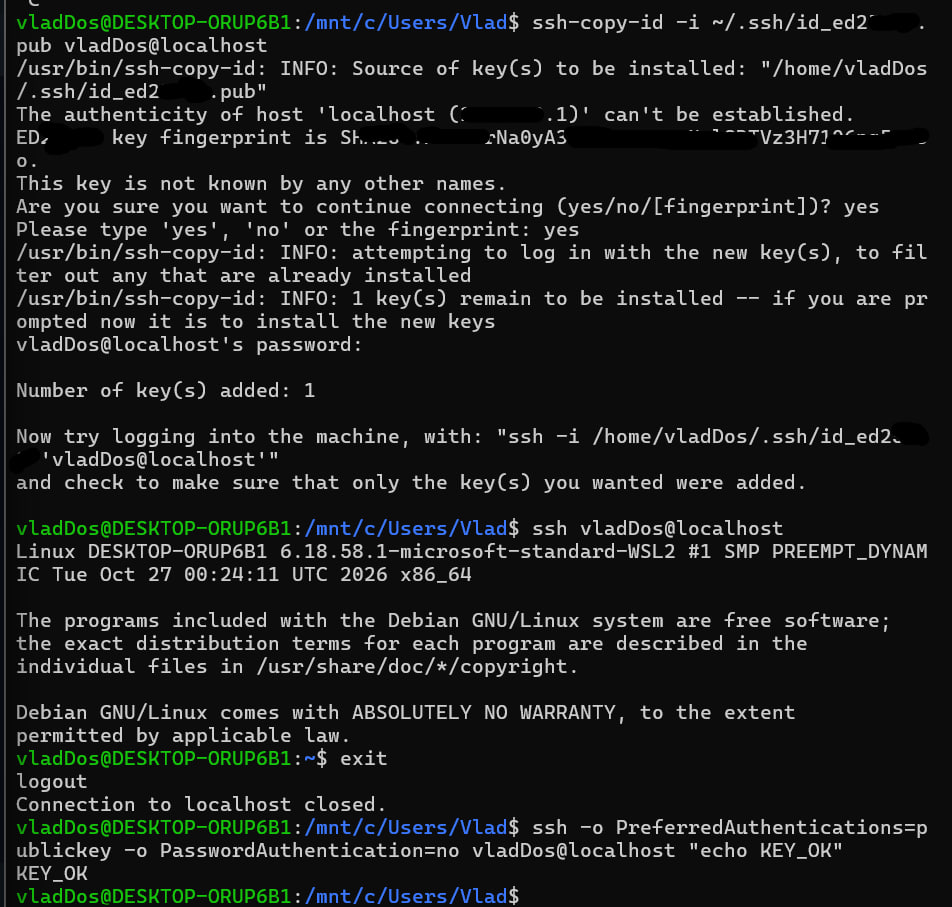 vladDos@DESKTOP-ORUP6B1:/mnt/c/Users/Vlad$ ssh-copy-id -i ~/.ssh/id_ed2 .
pub vladDos@localhost
/usr/bin/ssh-copy-id: INFO: Source of key(s) to be installed: "/home/vladDos
/.ssh/id_ed2 .pub"
The authenticity of host 'localhost ( .1)' can't be established.
key fingerprint is
o.
This key is not known by any other names.
Are you sure you want to continue connecting (yes/no/[fingerprint])? yes
Please type 'yes', 'no' or the fingerprint: yes
/usr/bin/ssh-copy-id: INFO: attempting to log in with the new key(s), to fil
ter out any that are already installed
/usr/bin/ssh-copy-id: INFO: 1 key(s) remain to be installed -- if you are pr
ompted now it is to install the new keys
vladDos@localhost's password:
Number of key(s) added: 1
Now try logging into the machine, with: "ssh -i /home/vladDos/.ssh/id_ed2
'vladDos@localhost'"
and check to make sure that only the key(s) you wanted were added.
vladDos@DESKTOP-ORUP6B1:/mnt/c/Users/Vlad$ ssh vladDos@localhost
Linux DESKTOP-ORUP6B1 6.18.58.1-microsoft-standard-WSL2 #1 SMP PREEMPT_DYNAM
IC Tue Oct 27 00:24:11 UTC 2026 x86_64
The programs included with the Debian GNU/Linux system are free software;
the exact distribution terms for each program are described in the
individual files in /usr/share/doc/*/copyright.
Debian GNU/Linux comes with ABSOLUTELY NO WARRANTY, to the extent
permitted by applicable law.
vladDos@DESKTOP-ORUP6B1:~$ exit
logout
Connection to localhost closed.
vladDos@DESKTOP-ORUP6B1:/mnt/c/Users/Vlad$ ssh -o PreferredAuthentications=p
ublickey -o PasswordAuthentication=no vladDos@localhost "echo KEY_OK"
KEY_OK
vladDos@DESKTOP-ORUP6B1:/mnt/c/Users/Vlad$